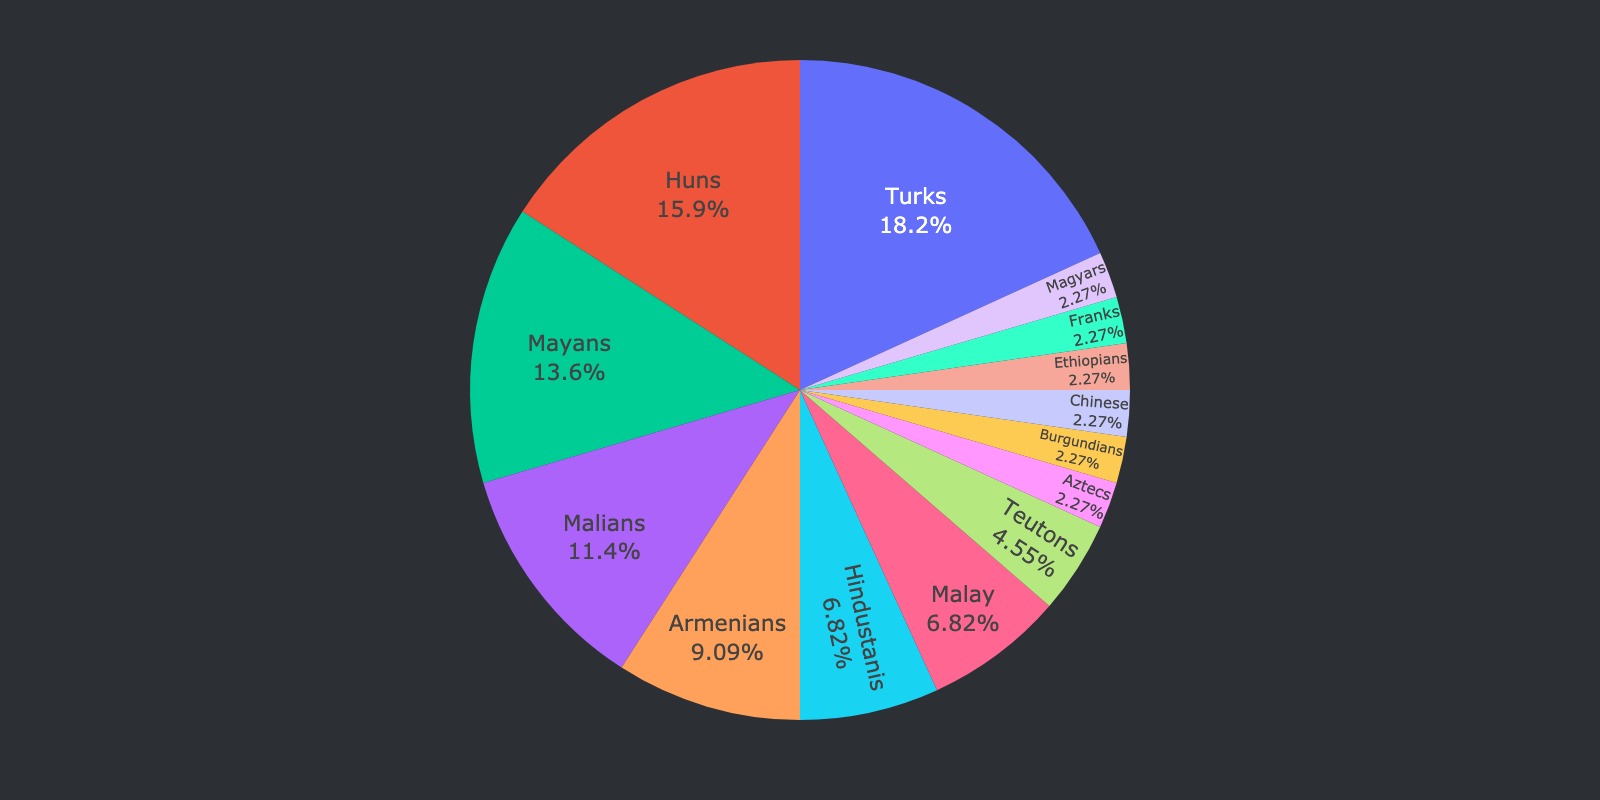 Huns
15.9%
Turks
18.2%
Magyars
2.27%
Franks
2.27%
Ethiopians
2.27%
Chinese
2.27%
Burgundians
2.27%
Aztecs
2.27%
Teutons
4.55%
Malay
6.82%
Hindustanis
6.82%
Armenians
9.09%
Malians
11.4%
Mayans
13.6%